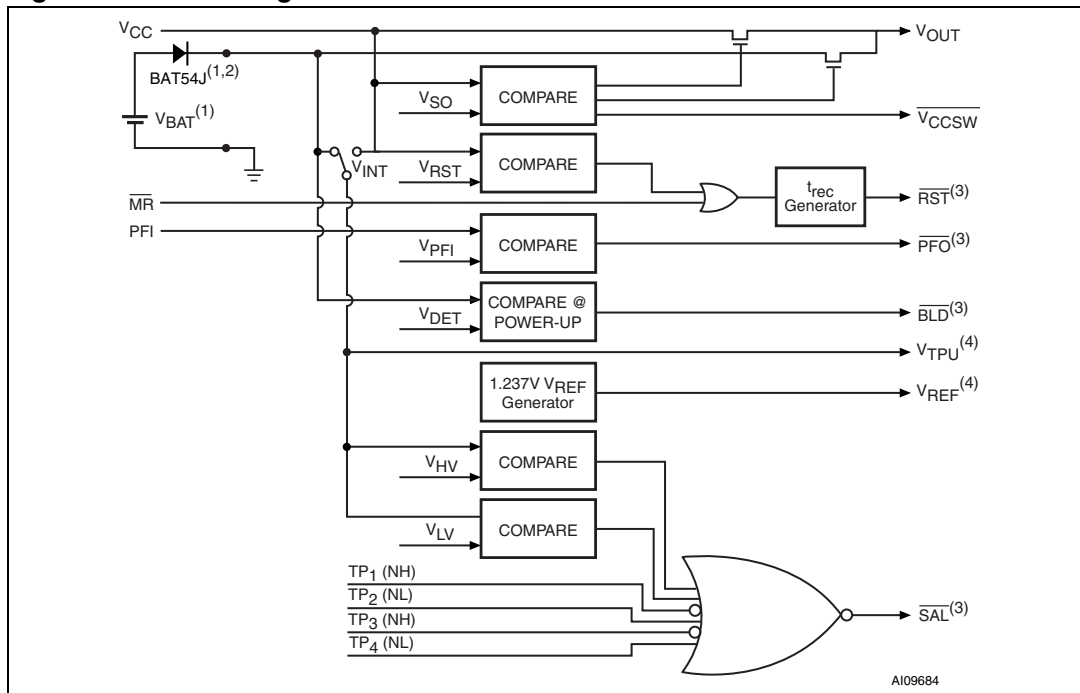 VCC
VOUT
BAT54J(1,2)
VBAT(1)
VSO
COMPARE
VCCSW
VINT
VRST
COMPARE
MR
trec
Generator
RST(3)
PFI
VPFI
COMPARE
PFO(3)
VDET
COMPARE @
POWER-UP
BLD(3)
VTPU(4)
1.237V VREF
Generator
VREF(4)
VHV
COMPARE
VLV
COMPARE
TP1 (NH)
TP2 (NL)
TP3 (NH)
TP4 (NL)
SAL(3)
AI09684